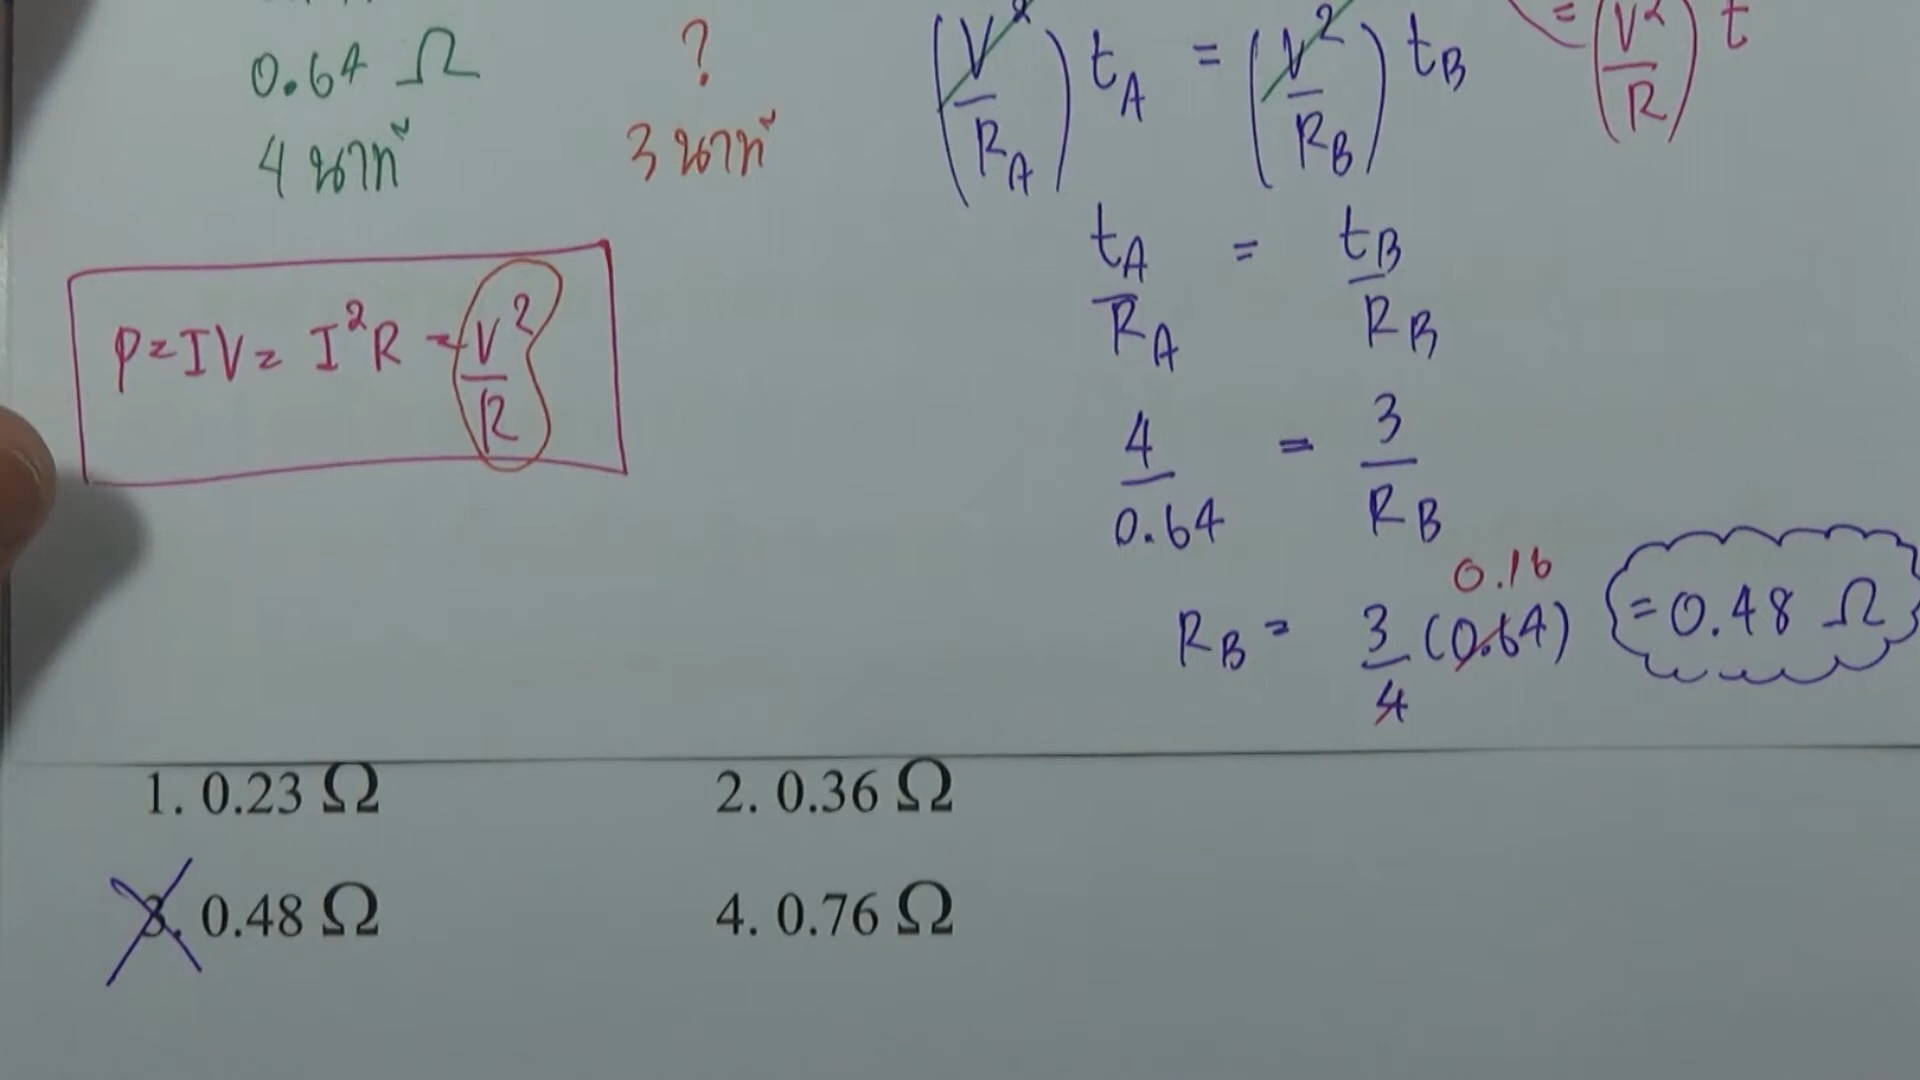 0.64 Ω ?
4 นาที 3 นาที
(V²/R_A) t_A = (V²/R_B) t_B
= (V²/R) t
t_A/R_A = t_B/R_B
P = IV = I²R = V²/R
4/0.64 = 3/R_B
0.16
R_B = 3/4 (0.64) = 0.48 Ω
1. 0.23 Ω 2. 0.36 Ω
3. 0.48 Ω 4. 0.76 Ω